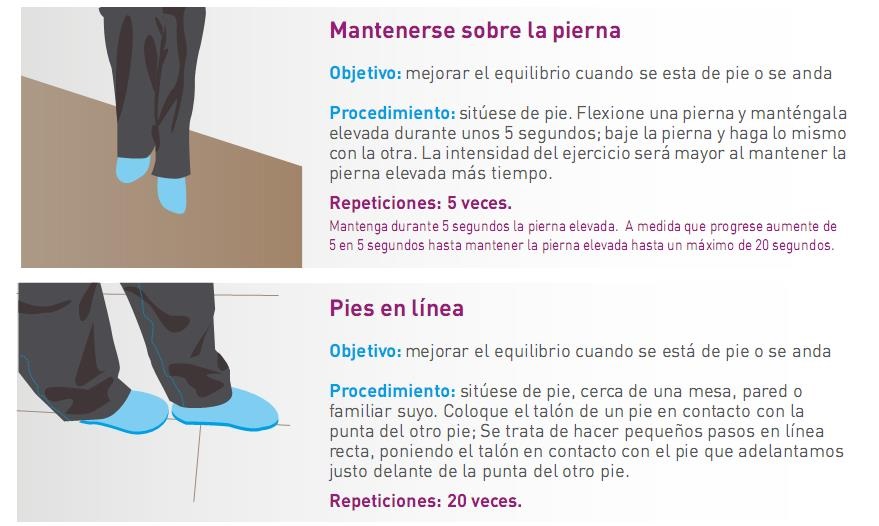 Mantenerse sobre la pierna
Objetivo: mejorar el equilibrio cuando se esta de pie o se anda
Procedimiento: sitúese de pie. Flexione una pierna y manténgala
elevada durante unos 5 segundos; baje la pierna y haga lo mismo
con la otra. La intensidad del ejercicio será mayor al mantener la
pierna elevada más tiempo.
Repeticiones: 5 veces.
Mantenga durante 5 segundos la pierna elevada. A medida que progrese aumente de
5 en 5 segundos hasta mantener la pierna elevada hasta un máximo de 20 segundos.
Pies en línea
Objetivo: mejorar el equilibrio cuando se está de pie o se anda
Procedimiento: sitúese de pie, cerca de una mesa, pared o
familiar suyo. Coloque el talón de un pie en contacto con la
punta del otro pie; Se trata de hacer pequeños pasos en línea
recta, poniendo el talón en contacto con el pie que adelantamos
justo delante de la punta del otro pie.
Repeticiones: 20 veces.